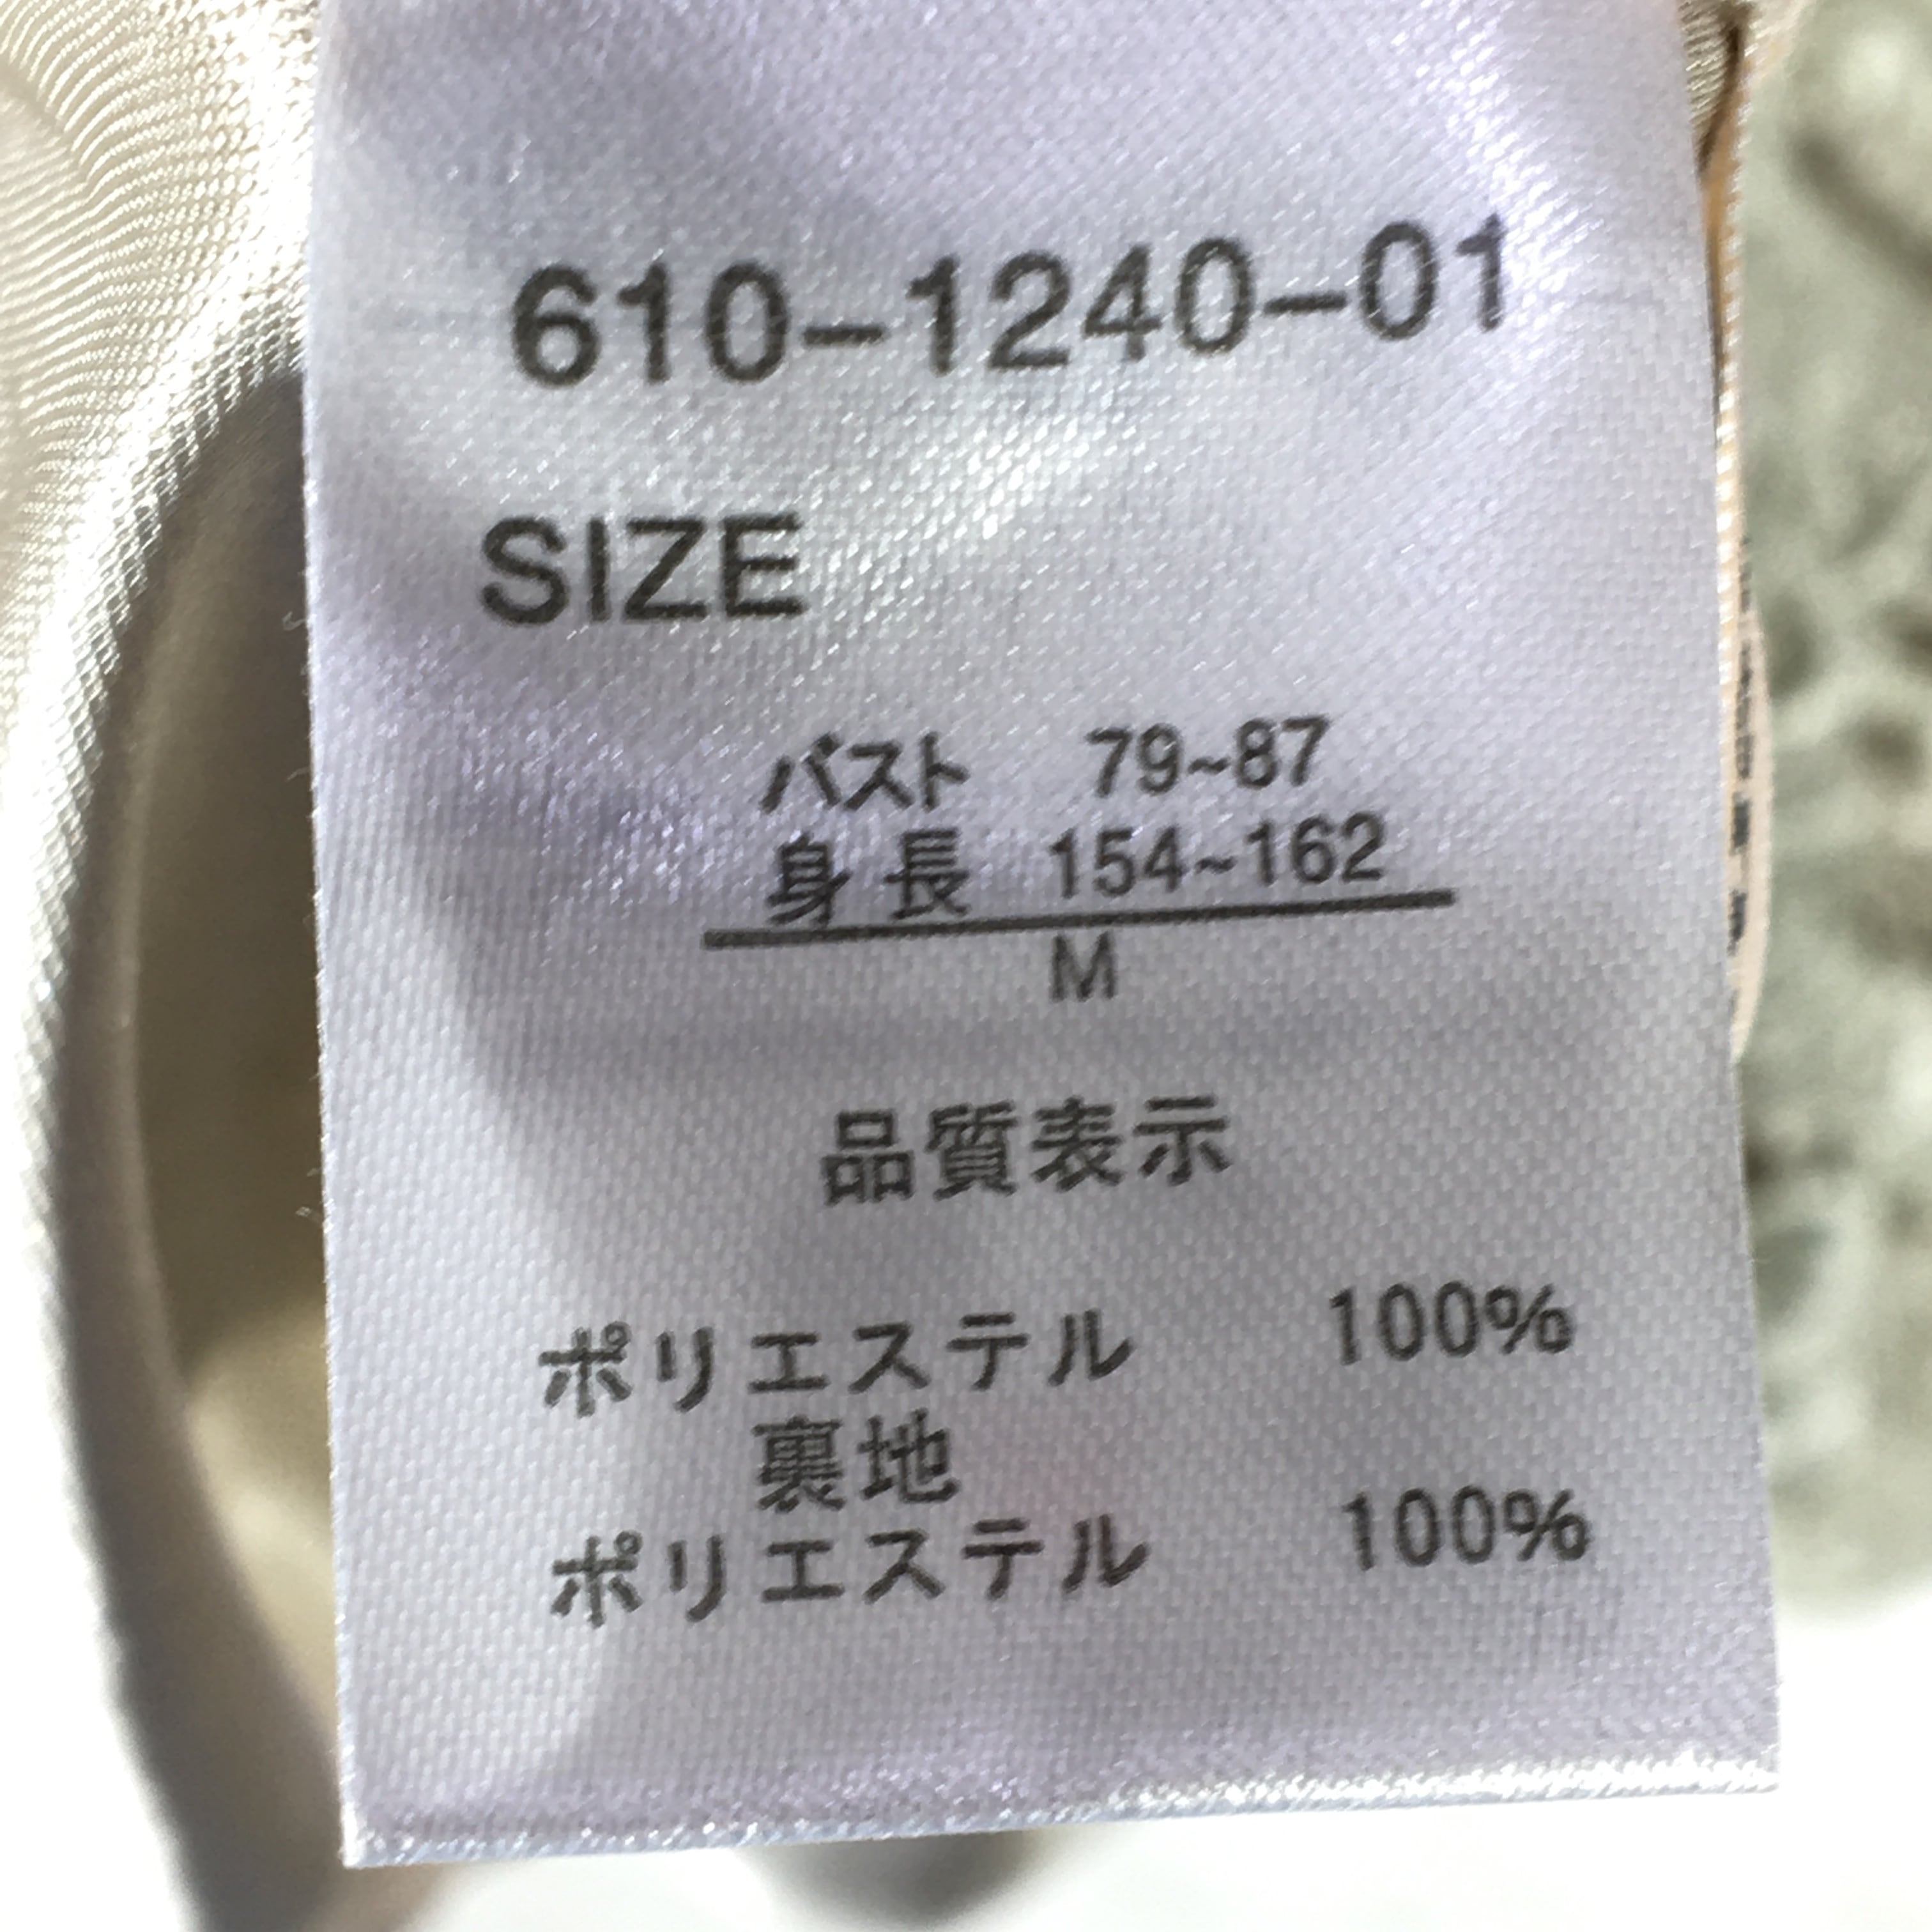 610-1240-01
SIZE
バスト 79~87
身長 154~162
M
品質表示
ポリエステル 100%
裏地
ポリエステル 100%